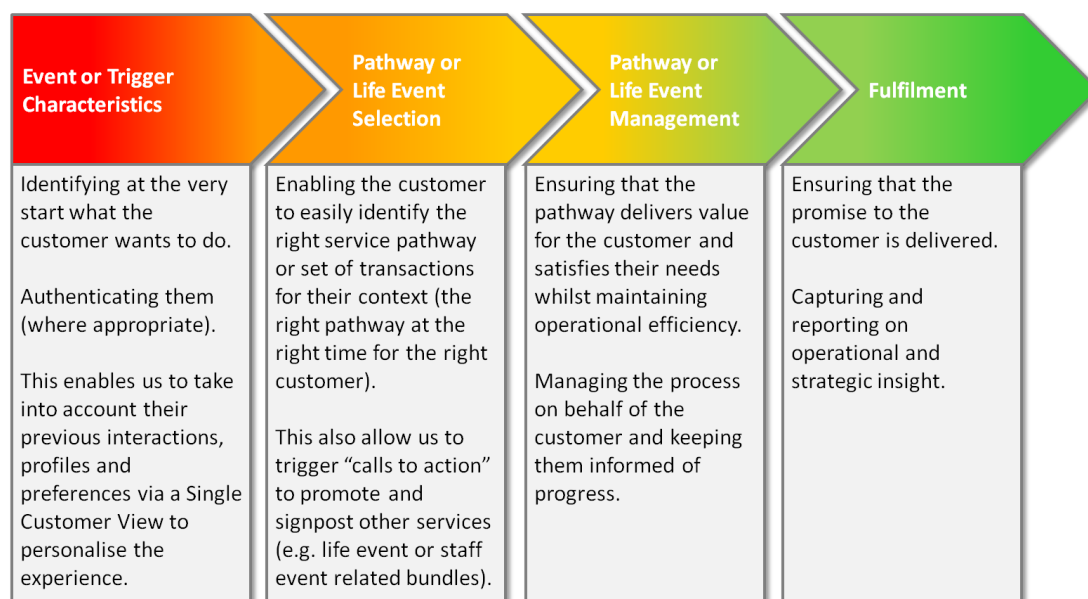 Event or Trigger
Characteristics
Identifying at the very
start what the
customer wants to do.
Authenticating them
(where appropriate).
This enables us to take
into account their
previous interactions,
profiles and
preferences via a Single
Customer View to
personalise the
experience.
Pathway or
Life Event
Selection
Enabling the customer
to easily identify the
right service pathway
or set of transactions
for their context (the
right pathway at the
right time for the right
customer).
This also allow us to
trigger “calls to action”
to promote and
signpost other services
(e.g. life event or staff
event related bundles).
Pathway or
Life Event
Management
Ensuring that the
pathway delivers value
for the customer and
satisfies their needs
whilst maintaining
operational efficiency.
Managing the process
on behalf of the
customer and keeping
them informed of
progress.
Fulfilment
Ensuring that the
promise to the
customer is delivered.
Capturing and
reporting on
operational and
strategic insight.